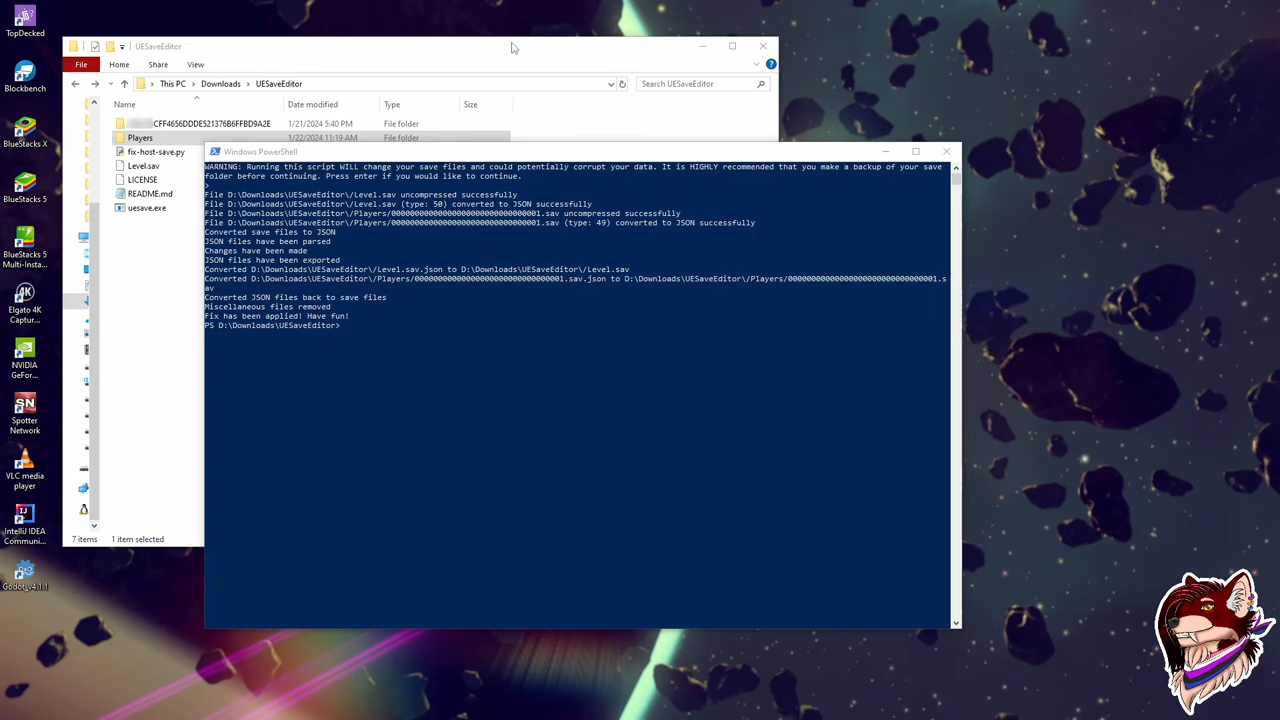 TopDecked
Blockbench
BlueStacks X
BlueStacks 5
BlueStacks 5
Multi-Insta...
Elgato 4K
Captur...
NVIDIA
GeFor...
Spotter
Network
VLC media
player
IntelliJ IDEA
Communi...
Godot_v4.1.1
UESaveEditor
File Home Share View
This PC Downloads UESaveEditor
Search UESaveEditor
Name Date modified Type Size
CFF4656DDDE521376B6FFBD9A2E 1/21/2024 5:40 PM File folder
Players 1/22/2024 11:19 AM File folder
fix-host-save.py
Level.sav
LICENSE
README.md
uesave.exe
7 items 1 item selected
Windows PowerShell
WARNING: Running this script WILL change your save files and could potentially corrupt your data. It is HIGHLY recommended that you make a backup of your save
folder before continuing. Press enter if you would like to continue.
>
File D:\Downloads\UESaveEditor\/Level.sav uncompressed successfully
File D:\Downloads\UESaveEditor\/Level.sav (type: 50) converted to JSON successfully
File D:\Downloads\UESaveEditor\/Players/00000000000000000000000000000001.sav uncompressed successfully
File D:\Downloads\UESaveEditor\/Players/00000000000000000000000000000001.sav (type: 49) converted to JSON successfully
Converted save files to JSON
JSON files have been parsed
Changes have been made
JSON files have been exported
Converted D:\Downloads\UESaveEditor\/Level.sav.json to D:\Downloads\UESaveEditor\/Level.sav
Converted D:\Downloads\UESaveEditor\/Players/00000000000000000000000000000001.sav.json to D:\Downloads\UESaveEditor\/Players/00000000000000000000000000000001.s
av
Converted JSON files back to save files
Miscellaneous files removed
Fix has been applied! Have fun!
PS D:\Downloads\UESaveEditor>